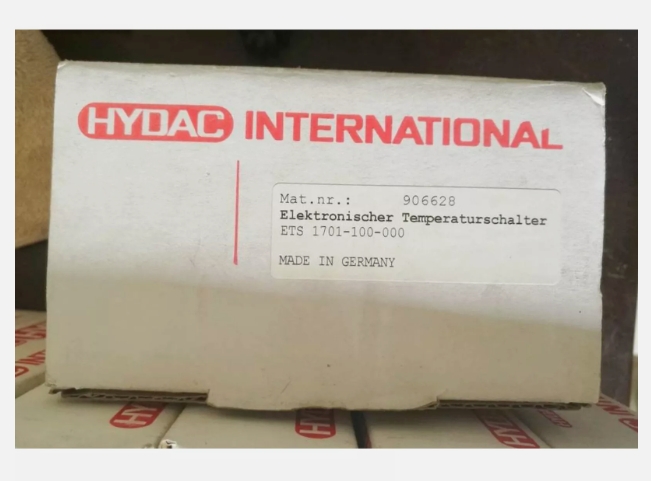 HYDAC INTERNATIONAL
Mat.nr.: 906628
Elektronischer Temperaturschalter
ETS 1701-100-000
MADE IN GERMANY